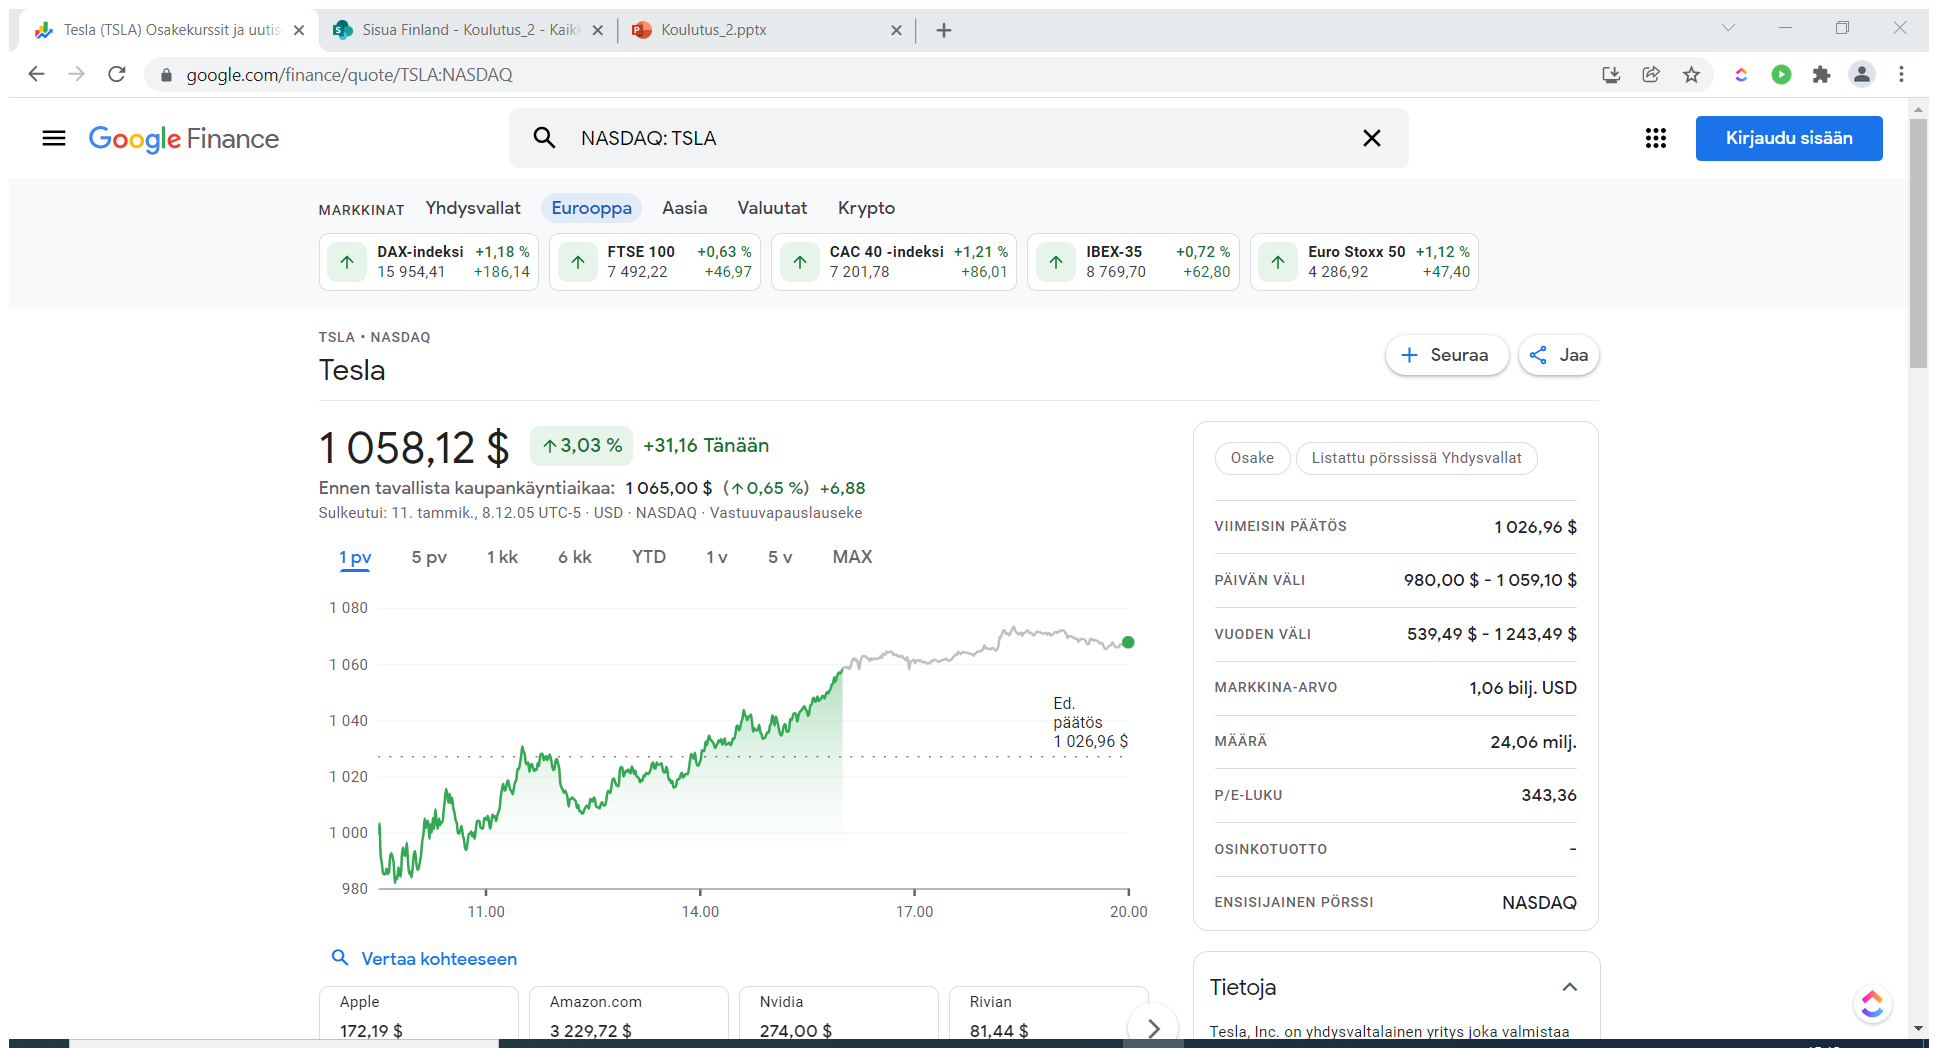 Tesla (TSLA) Osakekurssit ja uutis
Sisua Finland - Koulutus_2 - Kaikk
Koulutus_2.pptx
google.com/finance/quote/TSLA:NASDAQ
Google Finance
NASDAQ: TSLA
Kirjaudu sisään
MARKKINAT Yhdysvallat Eurooppa Aasia Valuutat Krypto
DAX-indeksi +1,18 %
15 954,41 +186,14
FTSE 100 +0,63 %
7 492,22 +46,97
CAC 40 -indeksi +1,21 %
7 201,78 +86,01
IBEX-35 +0,72 %
8 769,70 +62,80
Euro Stoxx 50 +1,12 %
4 286,92 +47,40
TSLA • NASDAQ
Tesla
Seuraa
Jaa
1 058,12 $ ↑3,03 % +31,16 Tänään
Ennen tavallista kaupankäyntiaikaa: 1 065,00 $ (↑0,65 %) +6,88
Sulkeutui: 11. tammik., 8.12.05 UTC-5 · USD · NASDAQ · Vastuuvapauslauseke
1 pv 5 pv 1 kk 6 kk YTD 1 v 5 v MAX
1 080
1 060
1 040
1 020
1 000
980
Ed.
päätös
1 026,96 $
11.00 14.00 17.00 20.00
Vertaa kohteeseen
Apple
172,19 $
Amazon.com
3 229,72 $
Nvidia
274,00 $
Rivian
81,44 $
Osake
Listattu pörssissä Yhdysvallat
VIIMEISIN PÄÄTÖS 1 026,96 $
PÄIVÄN VÄLI 980,00 $ - 1 059,10 $
VUODEN VÄLI 539,49 $ - 1 243,49 $
MARKKINA-ARVO 1,06 bilj. USD
MÄÄRÄ 24,06 milj.
P/E-LUKU 343,36
OSINKOTUOTTO -
ENSISIJAINEN PÖRSSI NASDAQ
Tietoja
Tesla, Inc. on yhdysvaltalainen yritys joka valmistaa